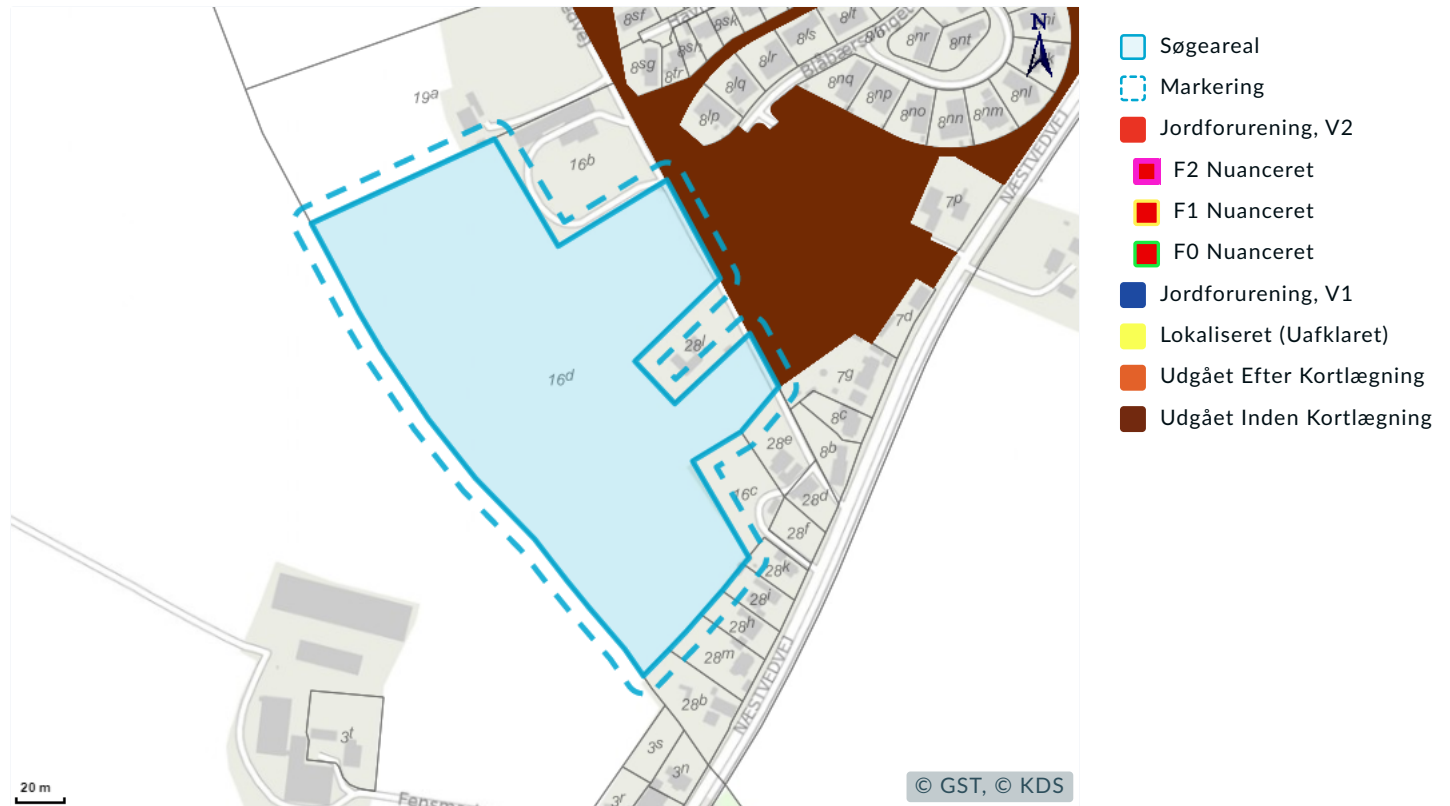 N
Søgeareal
Markering
Jordforurening, V2
F2 Nuanceret
F1 Nuanceret
F0 Nuanceret
Jordforurening, V1
Lokaliseret (Uafklaret)
Udgået Efter Kortlægning
Udgået Inden Kortlægning
8sf
8sk
8sh
8sg
8tr
8lt
8ls
8lr
8lq
8lp
Blåbærsvinget
8nr
8nt
8nq
8np
8no
8nn
8nm
8nl
19a
16b
7p
NÆSTVEDVEJ
7d
28l
16d
7g
8c
8b
28e
16c
28d
28f
28k
28i
28h
28m
28b
NÆSTVEDVEJ
3t
3s
3n
3r
20 m
© GST, © KDS